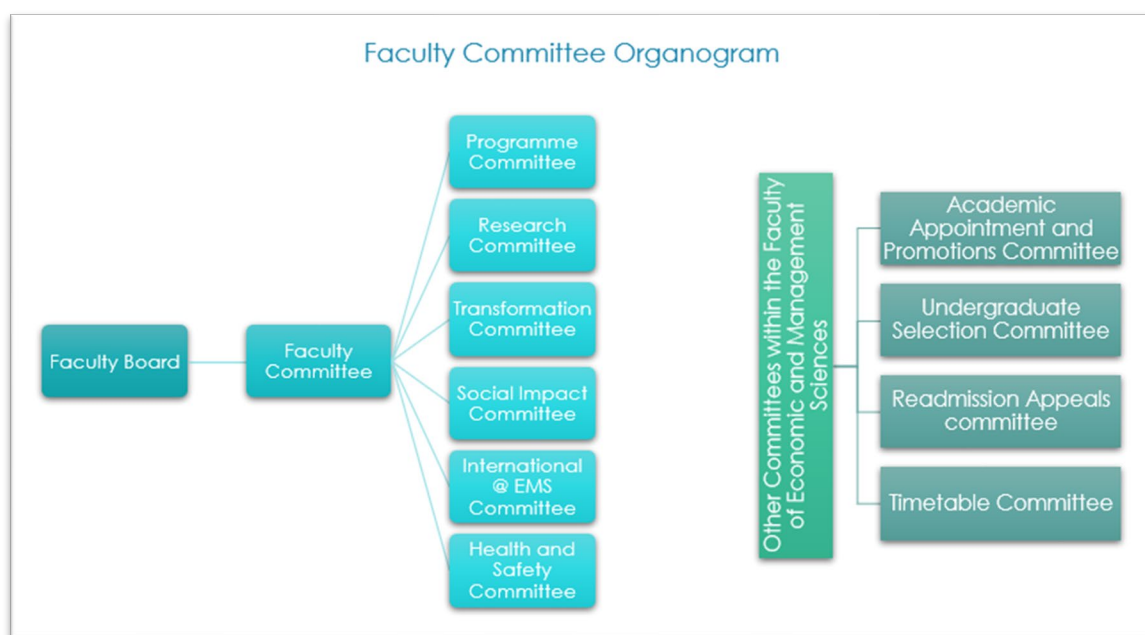 Faculty Committee Organogram
Faculty Board
Faculty
Committee
Programme
Committee
Research
Committee
Transformation
Committee
Social Impact
Committee
International
@ EMS
Committee
Health and
Safety
Committee
Other Committees within the Faculty
of Economic and Management
Sciences
Academic
Appointment and
Promotions Committee
Undergraduate
Selection Committee
Readmission Appeals
committee
Timetable Committee